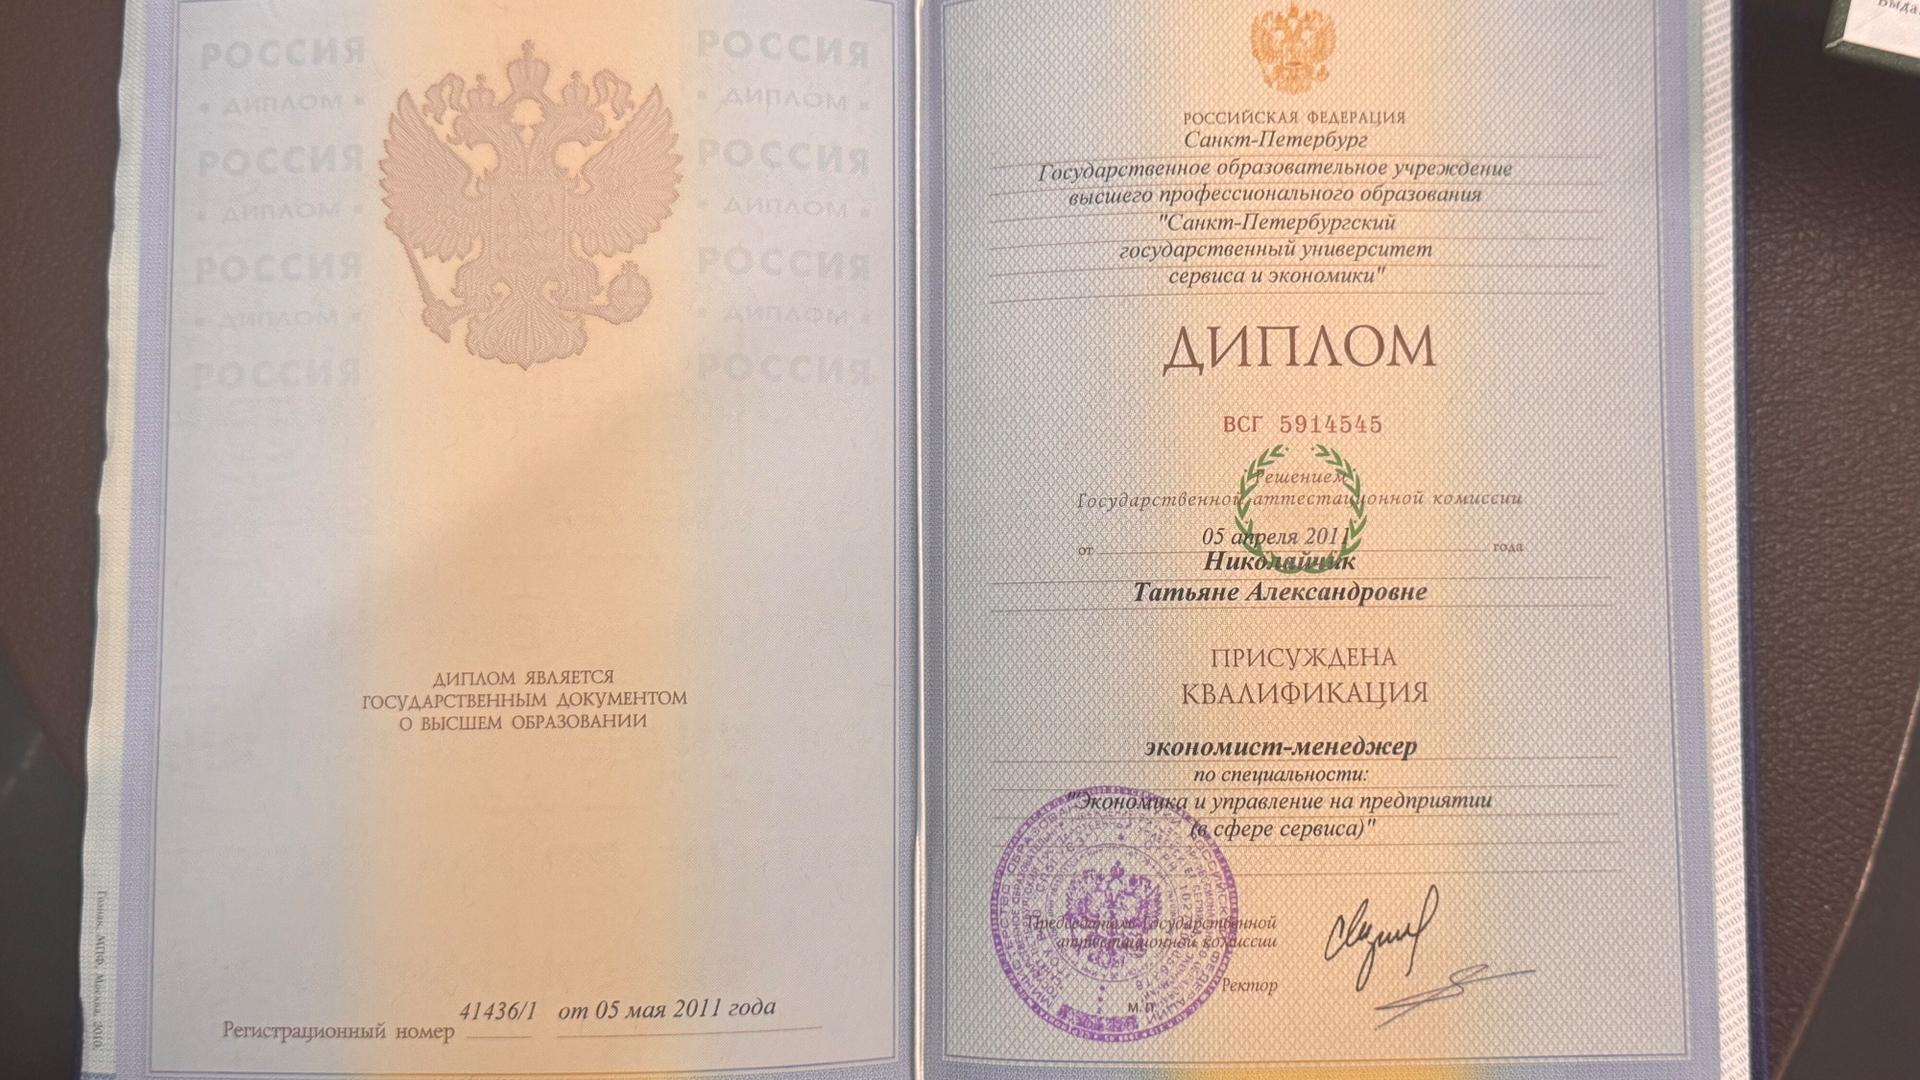 РОССИЯ РОССИЯ
• ДИПЛОМ • • ДИПЛОМ •
РОССИЯ РОССИЯ
• ДИПЛОМ • • ДИПЛОМ •
РОССИЯ РОССИЯ
• ДИПЛОМ • • ДИПЛОМ •
РОССИЯ РОССИЯ
ДИПЛОМ ЯВЛЯЕТСЯ
ГОСУДАРСТВЕННЫМ ДОКУМЕНТОМ
О ВЫСШЕМ ОБРАЗОВАНИИ
Регистрационный номер 41436/1 от 05 мая 2011 года
Гознак, МПФ, Москва, 2010
РОССИЙСКАЯ ФЕДЕРАЦИЯ
Санкт-Петербург
Государственное образовательное учреждение
высшего профессионального образования
"Санкт-Петербургский
государственный университет
сервиса и экономики"
ДИПЛОМ
ВСГ 5914545
Решением
Государственной аттестационной комиссии
от 05 апреля 2011 года
Николайчик
Татьяне Александровне
ПРИСУЖДЕНА
КВАЛИФИКАЦИЯ
экономист-менеджер
по специальности:
"Экономика и управление на предприятии
(в сфере сервиса)"
Председатель Государственной
аттестационной комиссии
Ректор
М.П.